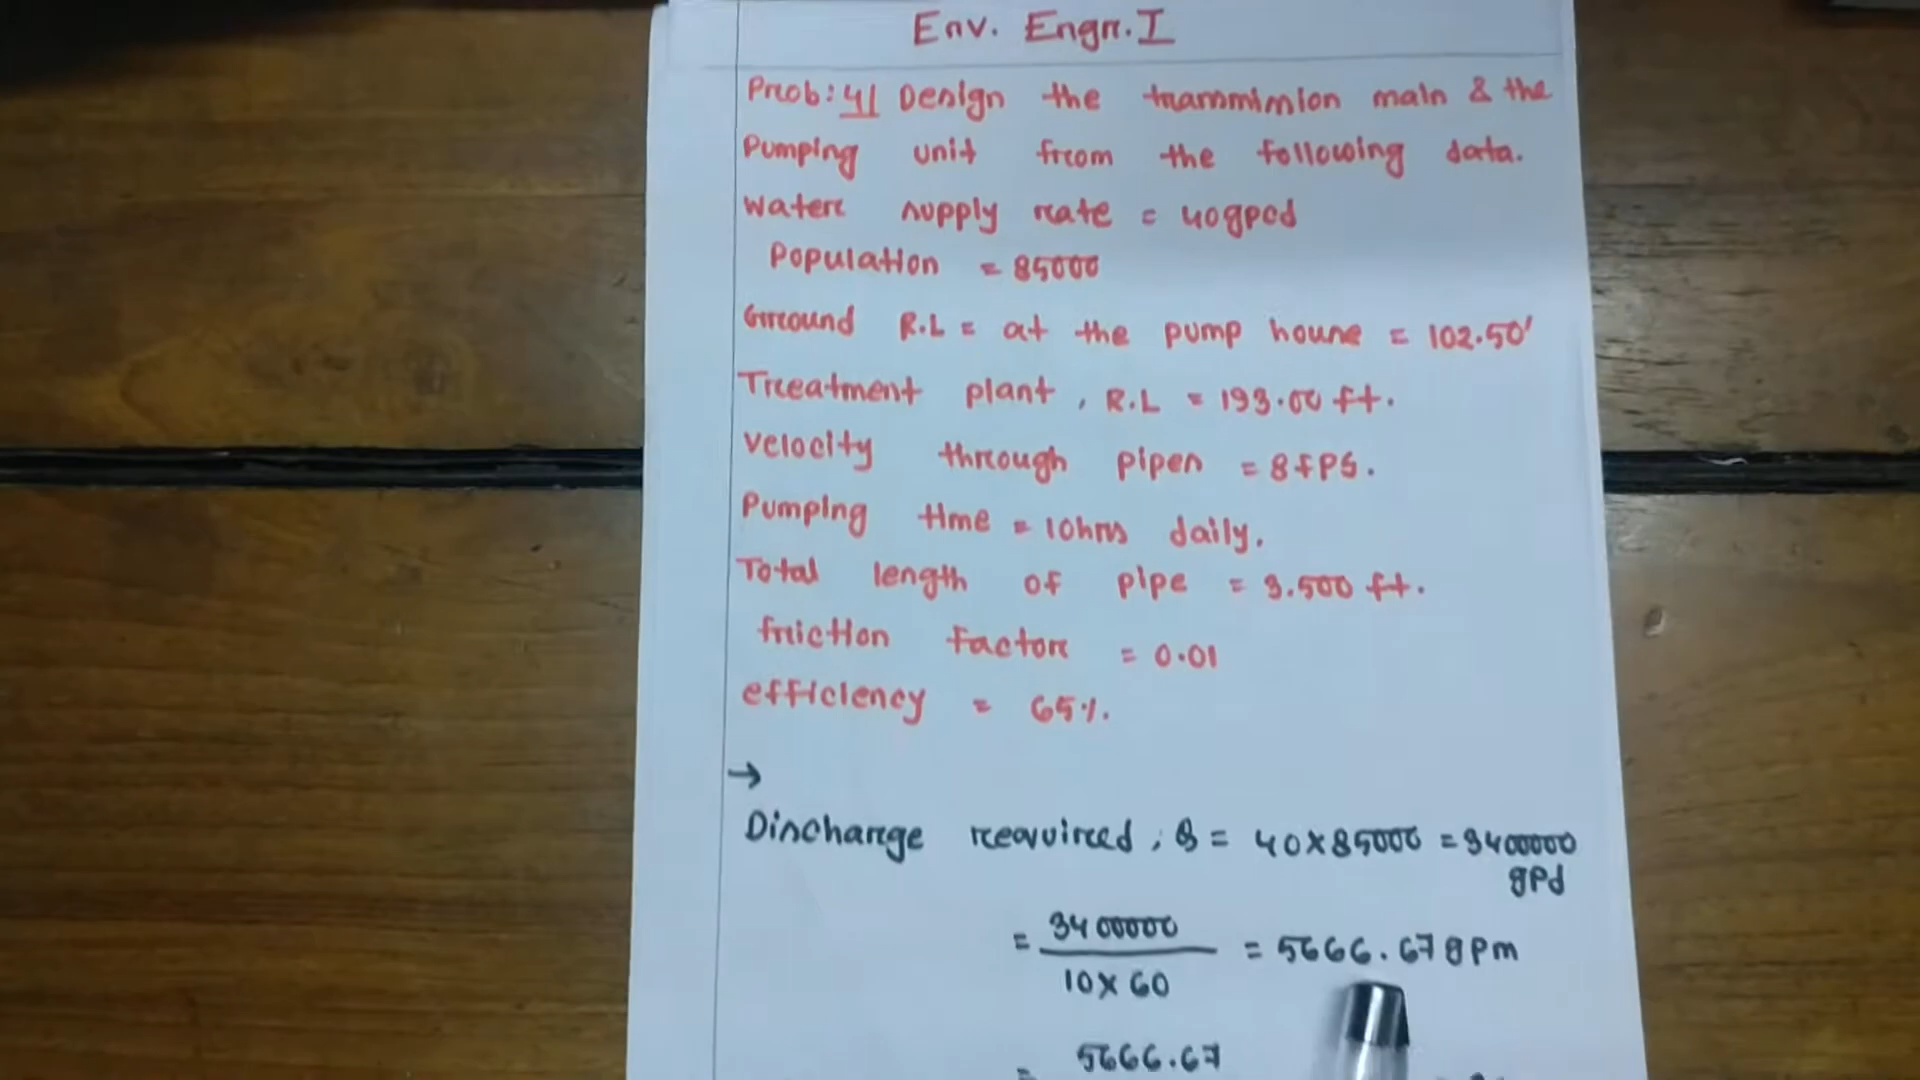 Env. Engr. I
Prob: 41 Design the transmission main & the
Pumping unit from the following data.
Water supply rate = 40gpcd
Population = 85000
Ground R.L = at the pump house = 102.50'
Treatment plant, R.L = 193.00 ft.
Velocity through pipes = 8 fPS.
Pumping time = 10hrs daily.
Total length of pipe = 3.500 ft.
friction factor = 0.01
efficiency = 65%.
→
Discharge required, Q = 40×85000 = 3400000
gPd
= 3400000 / 10×60 = 5666.67 gpm
= 5666.67